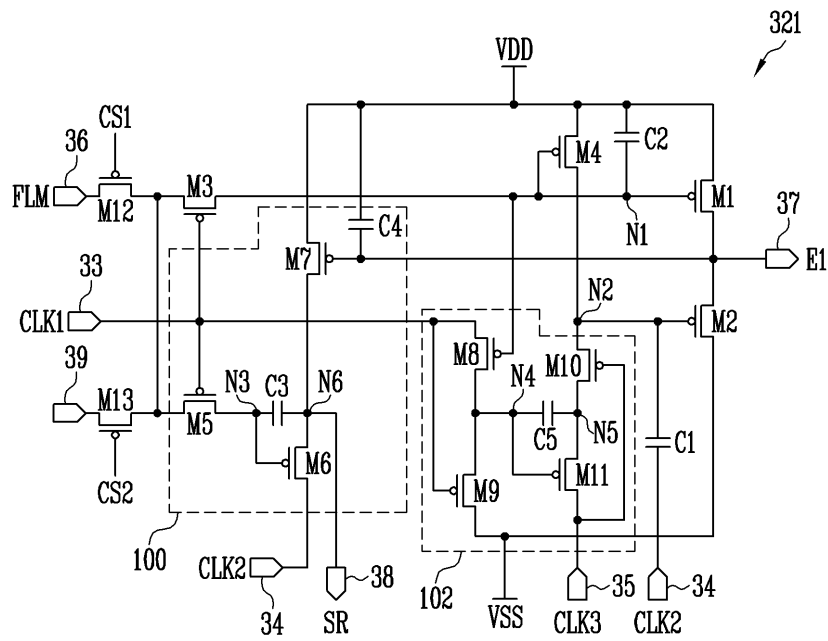 321
VDD
CS1
36
FLM
M12
M3
M4
C2
M1
N1
37
E1
C4
M7
33
CLK1
N2
M2
39
M8
M10
N4
M13
N3
C3
N6
M5
C5
N5
C1
M6
M9
M11
CS2
100
CLK2
34
38
SR
102
VSS
35
CLK3
34
CLK2